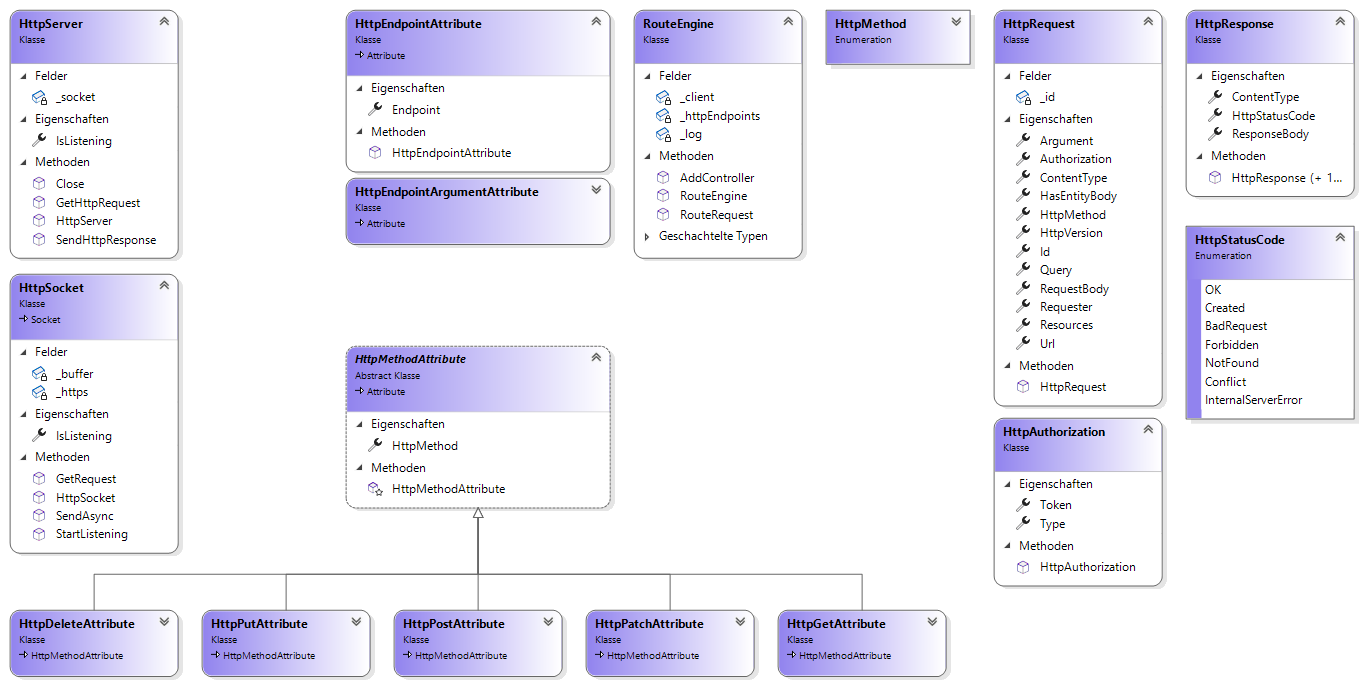 HttpServer
Klasse
Felder
_socket
Eigenschaften
IsListening
Methoden
Close
GetHttpRequest
HttpServer
SendHttpResponse
HttpSocket
Klasse
Socket
Felder
_buffer
_https
Eigenschaften
IsListening
Methoden
GetRequest
HttpSocket
SendAsync
StartListening
HttpEndpointAttribute
Klasse
Attribute
Eigenschaften
Endpoint
Methoden
HttpEndpointAttribute
HttpEndpointArgumentAttribute
Klasse
Attribute
HttpMethodAttribute
Abstract Klasse
Attribute
Eigenschaften
HttpMethod
Methoden
HttpMethodAttribute
RouteEngine
Klasse
Felder
_client
_httpEndpoints
_log
Methoden
AddController
RouteEngine
RouteRequest
Geschachtelte Typen
HttpMethod
Enumeration
HttpRequest
Klasse
Felder
_id
Eigenschaften
Argument
Authorization
ContentType
HasEntityBody
HttpMethod
HttpVersion
Id
Query
RequestBody
Requester
Resources
Url
Methoden
HttpRequest
HttpAuthorization
Klasse
Eigenschaften
Token
Type
Methoden
HttpAuthorization
HttpResponse
Klasse
Eigenschaften
ContentType
HttpStatusCode
ResponseBody
Methoden
HttpResponse (+ 1...
HttpStatusCode
Enumeration
OK
Created
BadRequest
Forbidden
NotFound
Conflict
InternalServerError
HttpDeleteAttribute
Klasse
HttpMethodAttribute
HttpPutAttribute
Klasse
HttpMethodAttribute
HttpPostAttribute
Klasse
HttpMethodAttribute
HttpPatchAttribute
Klasse
HttpMethodAttribute
HttpGetAttribute
Klasse
HttpMethodAttribute